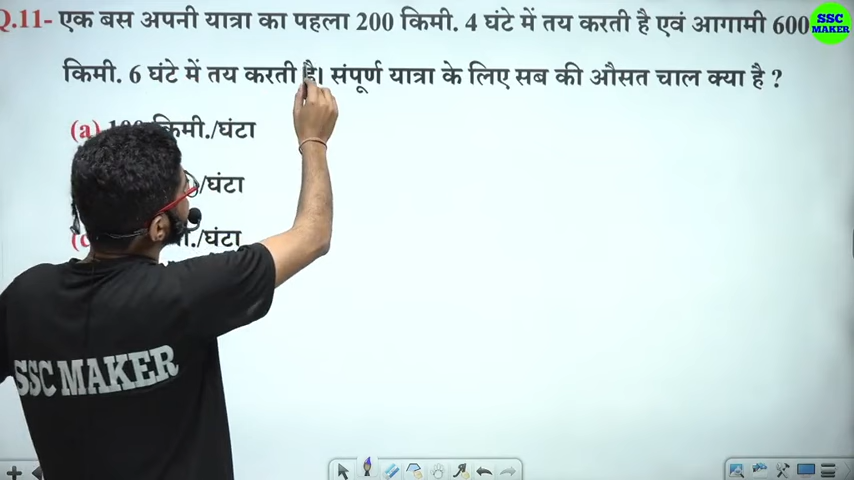 Q.11- एक बस अपनी यात्रा का पहला 200 किमी. 4 घंटे में तय करती है एवं आगामी 600
किमी. 6 घंटे में तय करती है। संपूर्ण यात्रा के लिए सब की औसत चाल क्या है ?
(a) किमी./घंटा
/घंटा
./घंटा
SSC MAKER
SSC
MAKER